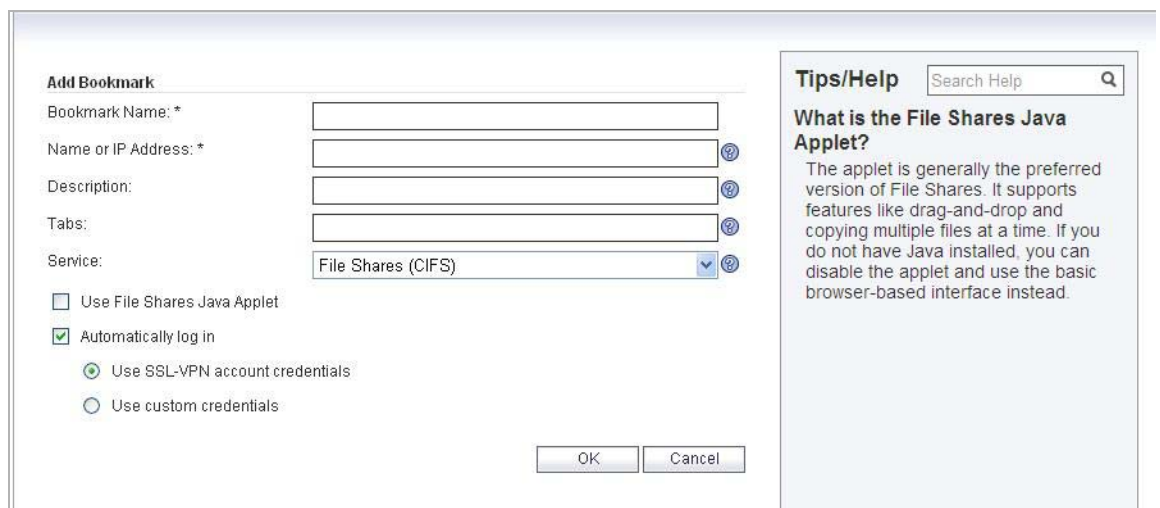 Add Bookmark
Bookmark Name: *
Name or IP Address: *
Description:
Tabs:
Service:
File Shares (CIFS)
Use File Shares Java Applet
Automatically log in
Use SSL-VPN account credentials
Use custom credentials
OK
Cancel
Tips/Help
Search Help
What is the File Shares Java
Applet?
The applet is generally the preferred
version of File Shares. It supports
features like drag-and-drop and
copying multiple files at a time. If you
do not have Java installed, you can
disable the applet and use the basic
browser-based interface instead.